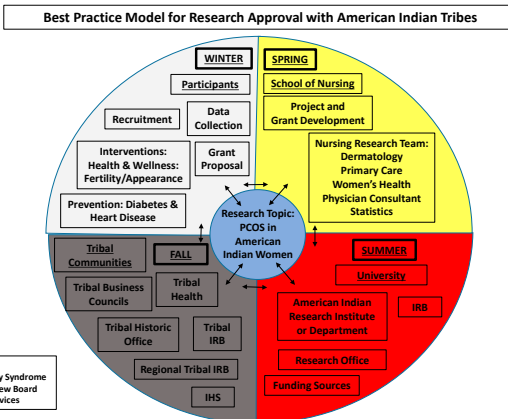 Best Practice Model for Research Approval with American Indian Tribes
WINTER
Participants
Recruitment
Data
Collection
Interventions:
Health & Wellness:
Fertility/Appearance
Grant
Proposal
Prevention: Diabetes &
Heart Disease
SPRING
School of Nursing
Project and
Grant Development
Nursing Research Team:
Dermatology
Primary Care
Women's Health
Physician Consultant
Statistics
Research Topic:
PCOS in
American
Indian Women
Tribal
Communities
FALL
Tribal Business
Councils
Tribal
Health
Tribal Historic
Office
Tribal
IRB
Regional Tribal IRB
IHS
SUMMER
University
American Indian
Research Institute
or Department
IRB
Research Office
Funding Sources
y Syndrome
ew Board
vices